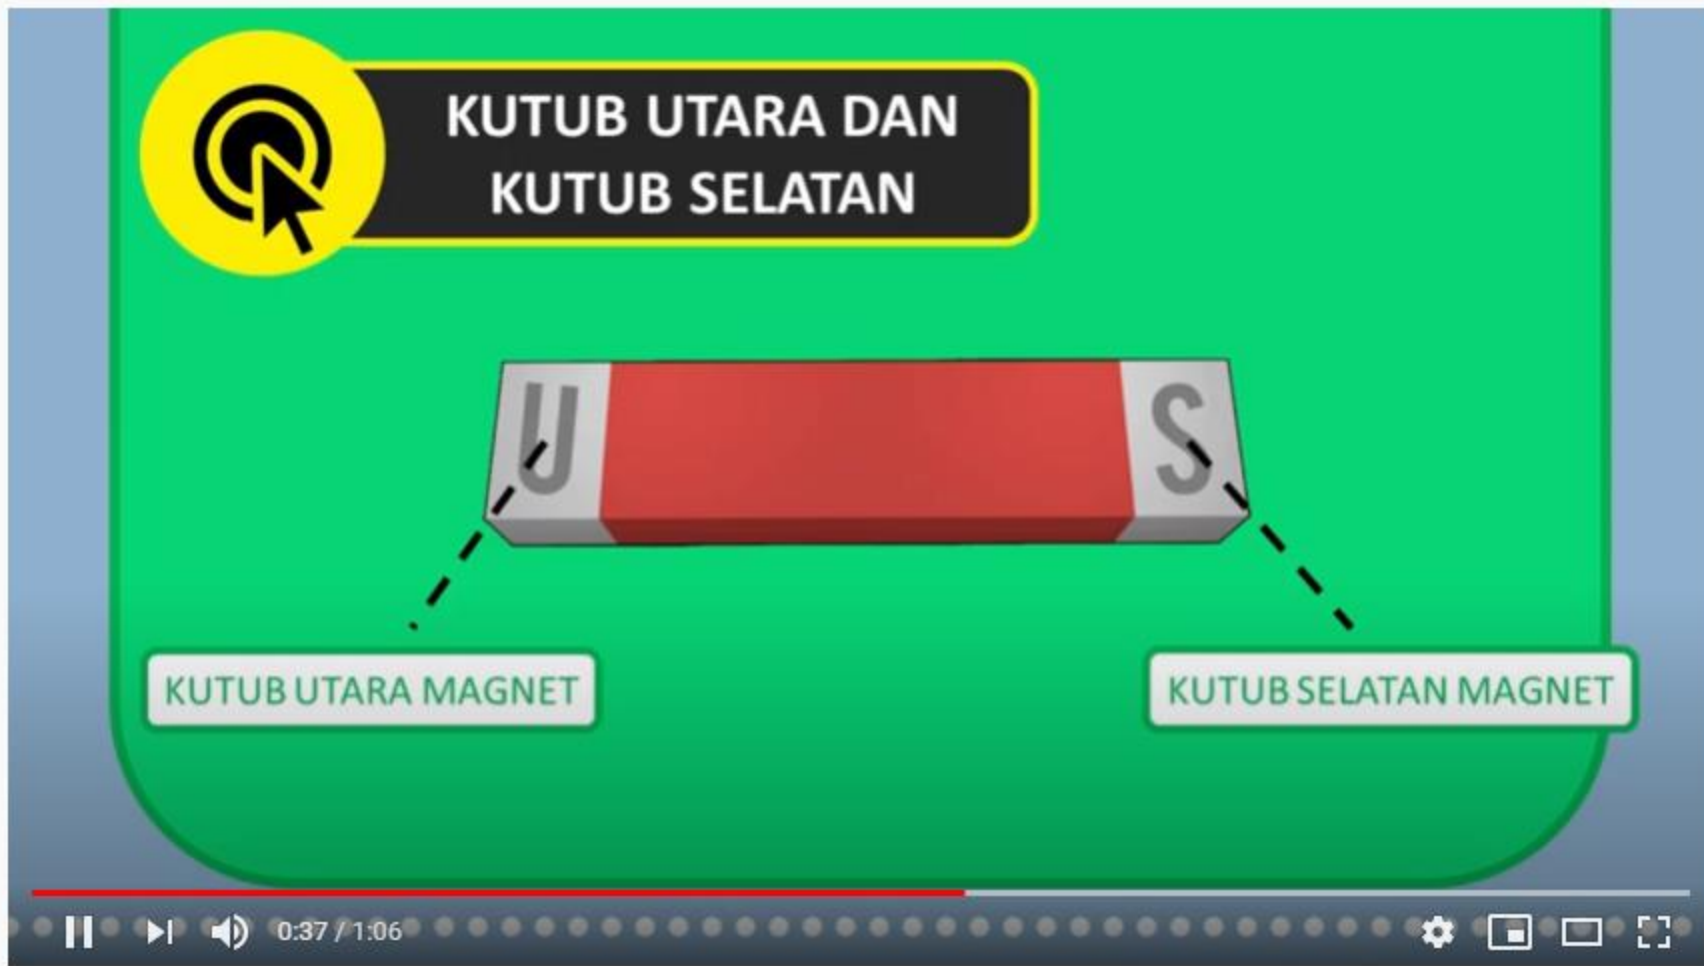 KUTUB UTARA DAN
KUTUB SELATAN
U
S
KUTUB UTARA MAGNET
KUTUB SELATAN MAGNET
0:37 / 1:06